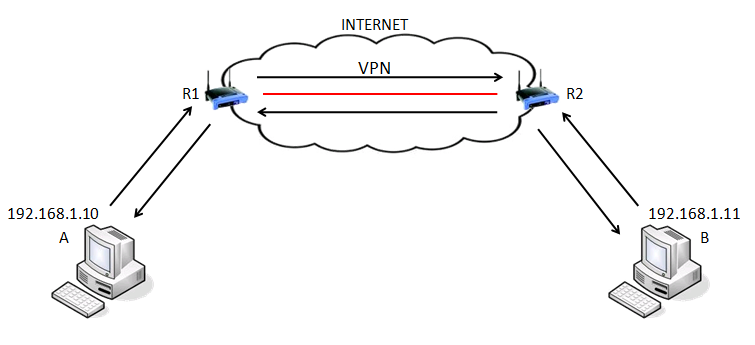 INTERNET
VPN
R1
R2
192.168.1.10
A
192.168.1.11
B